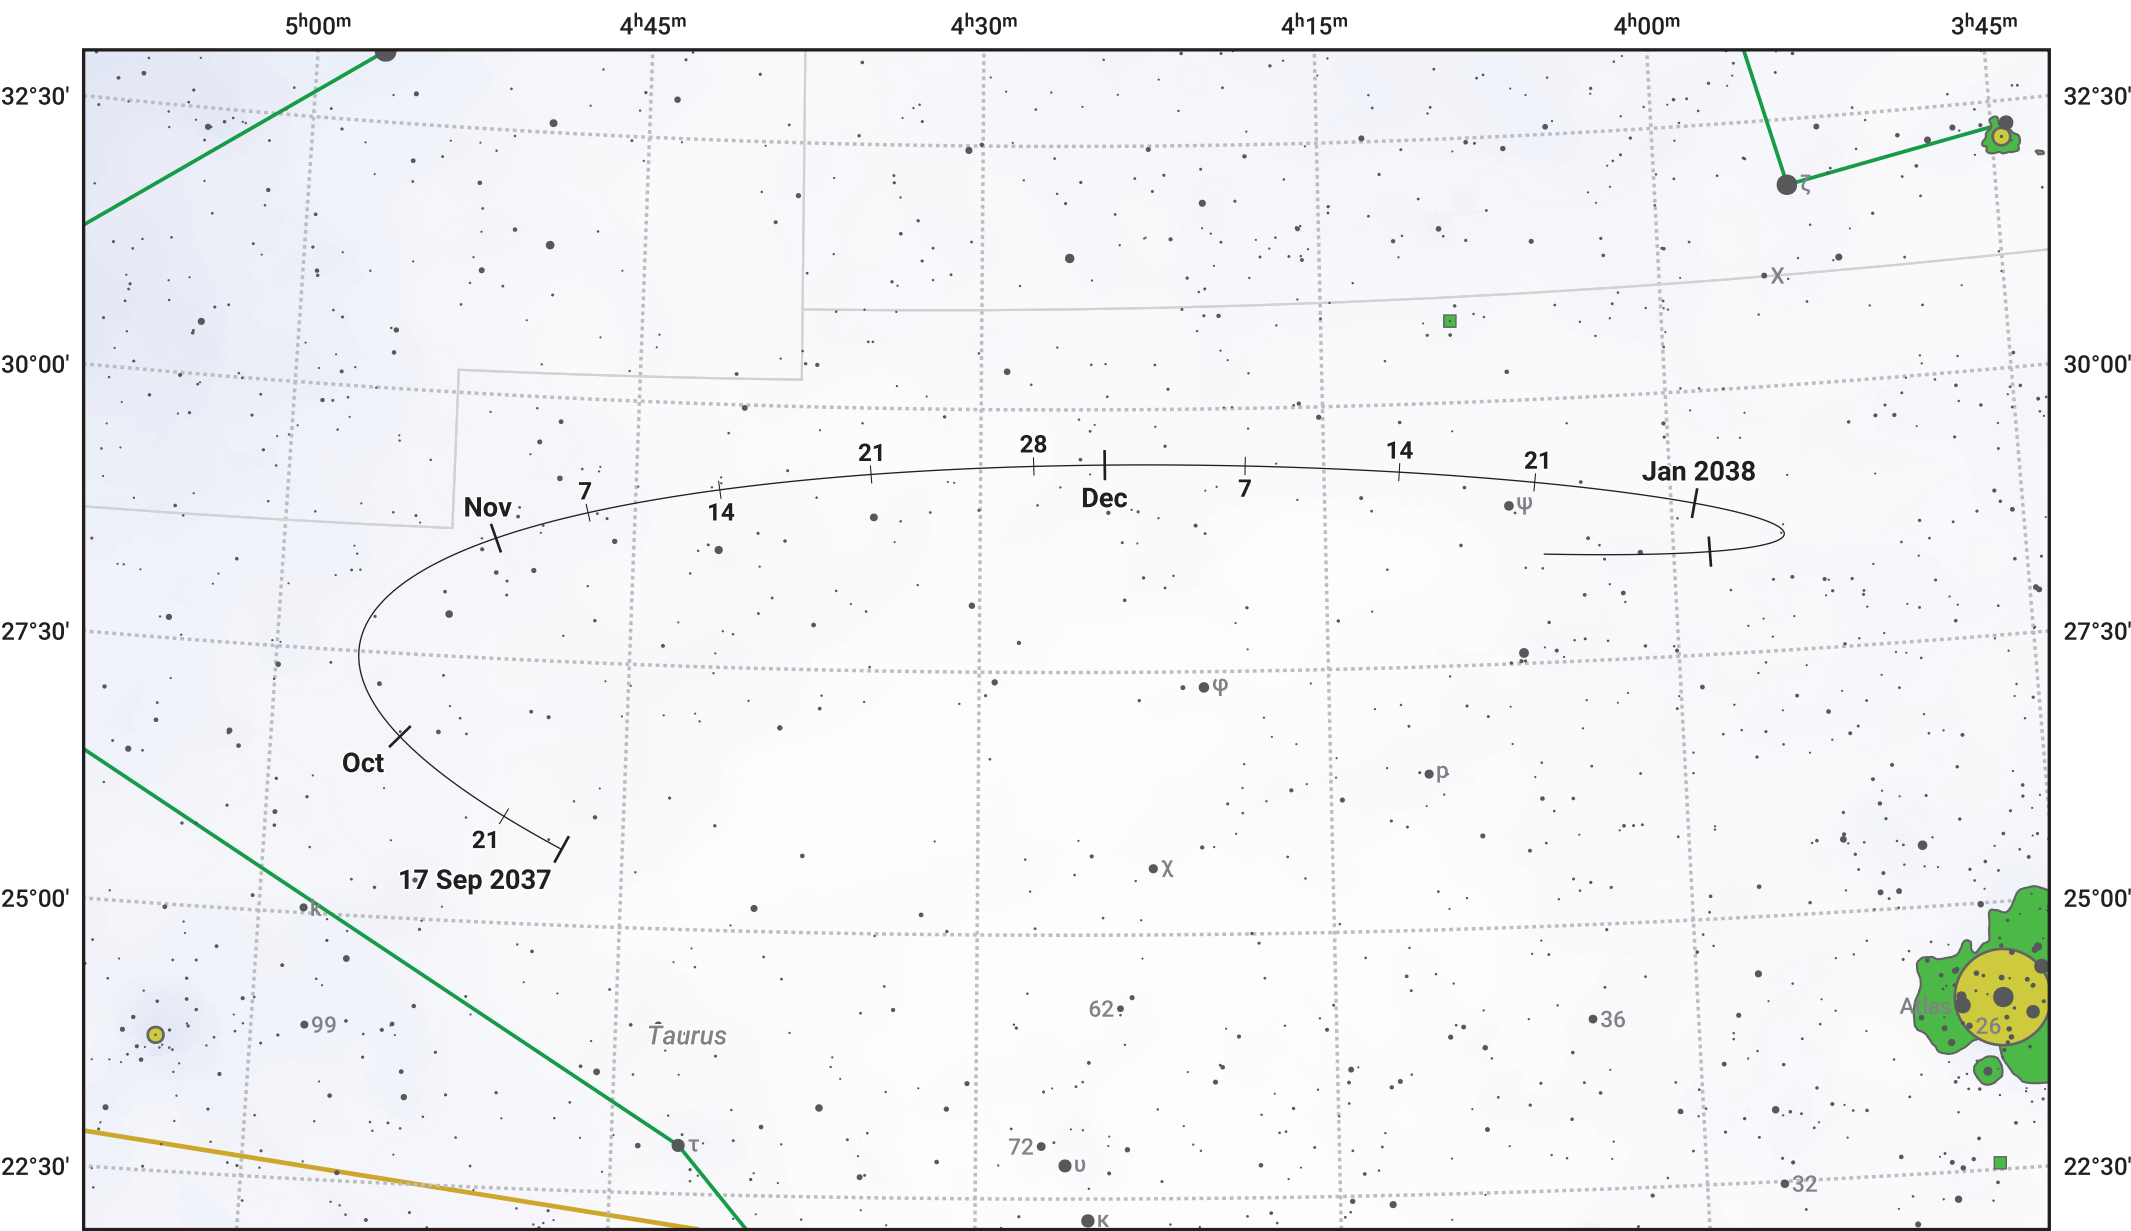 5ʰ00ᵐ 4ʰ45ᵐ 4ʰ30ᵐ 4ʰ15ᵐ 4ʰ00ᵐ 3ʰ45ᵐ
32°30' 32°30'
ζ
χ
30°00' 30°00'
21 28 14 21 Jan 2038
Nov 7 14 Dec 7 ψ
27°30' 27°30'
φ
Oct p
21
17 Sep 2037 χ
25°00' 25°00'
k
99 Taurus 62 36 Atlas 26
τ 72 υ
22°30' 22°30'
32
κ